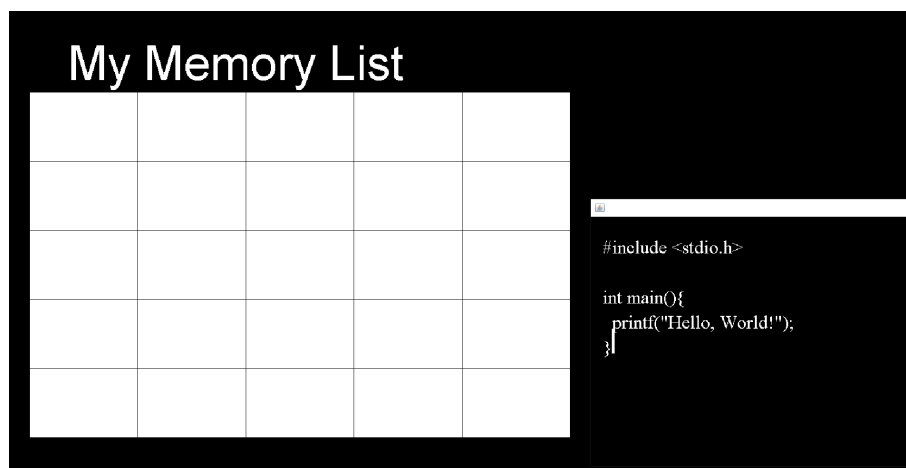 My Memory List
#include <stdio.h>
int main(){
printf("Hello, World!");
}